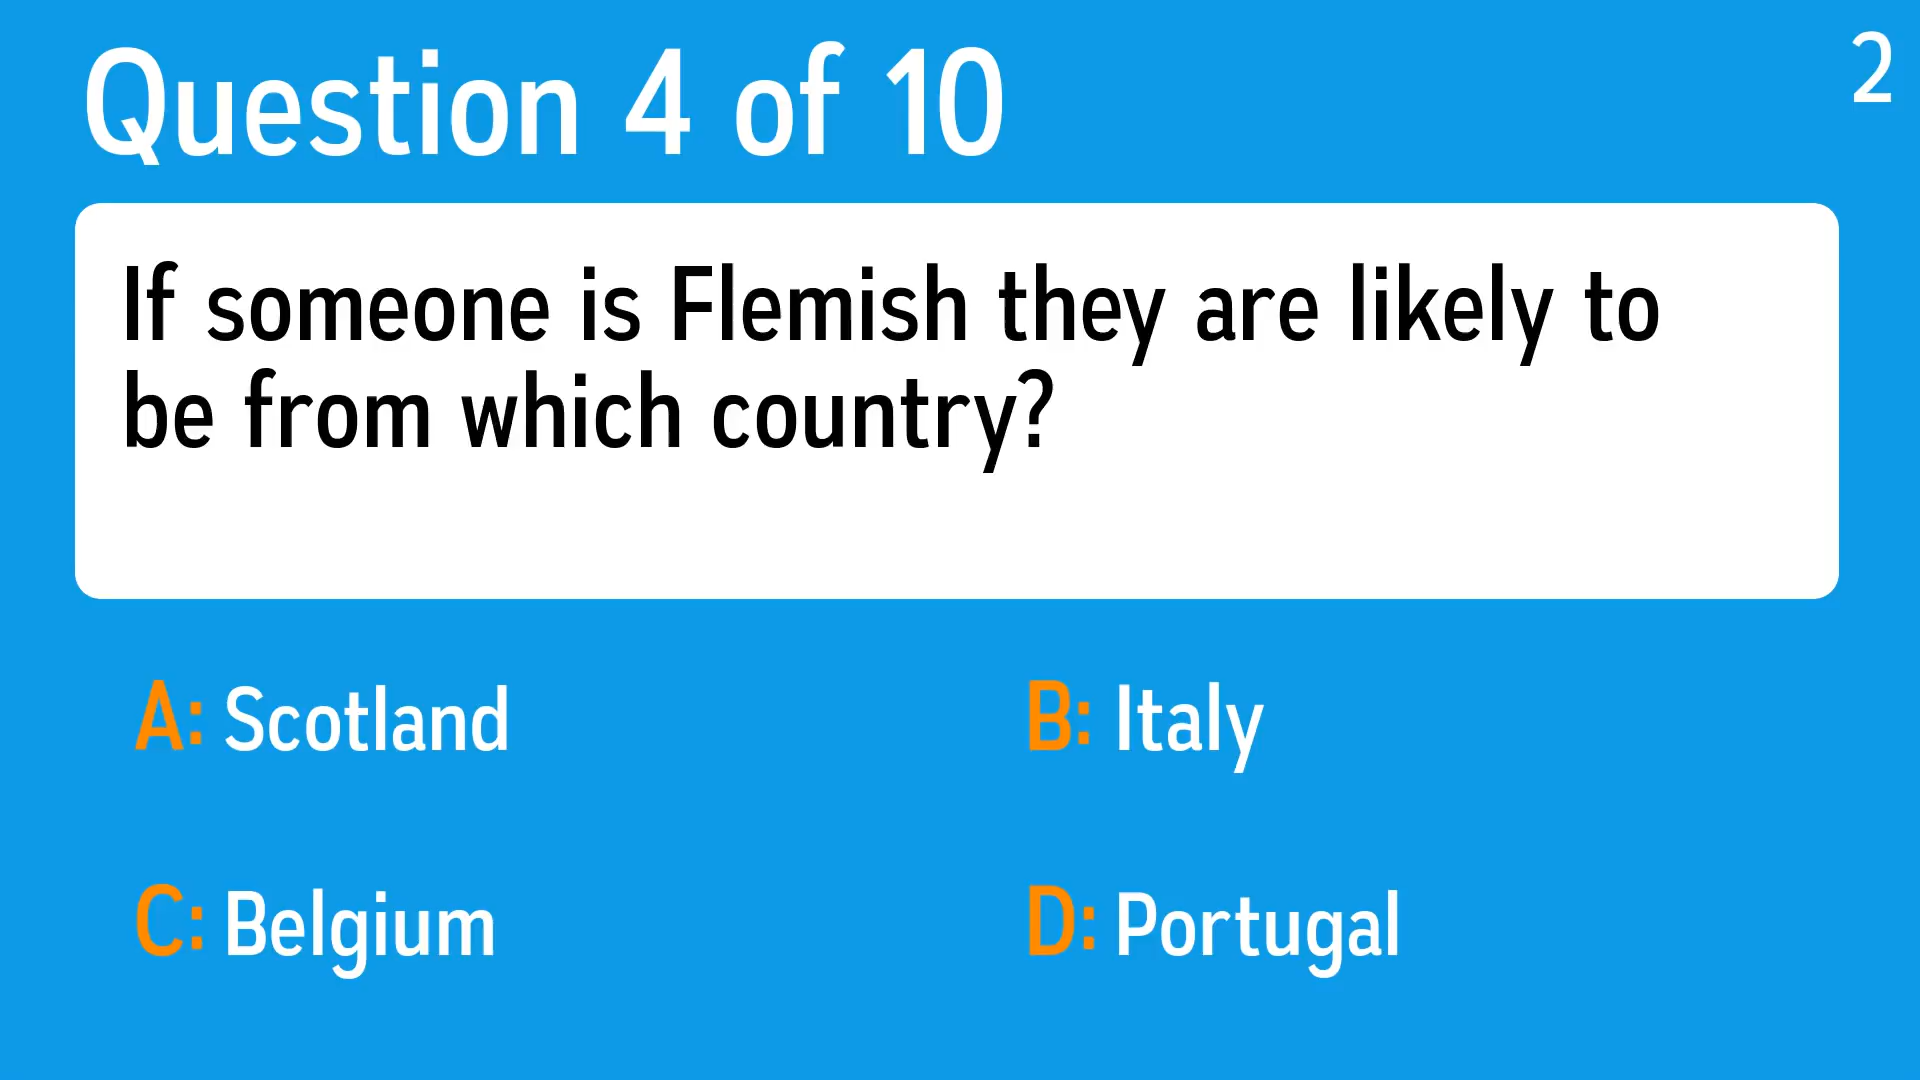 Question 4 of 10
2
If someone is Flemish they are likely to
be from which country?
A: Scotland
B: Italy
C: Belgium
D: Portugal